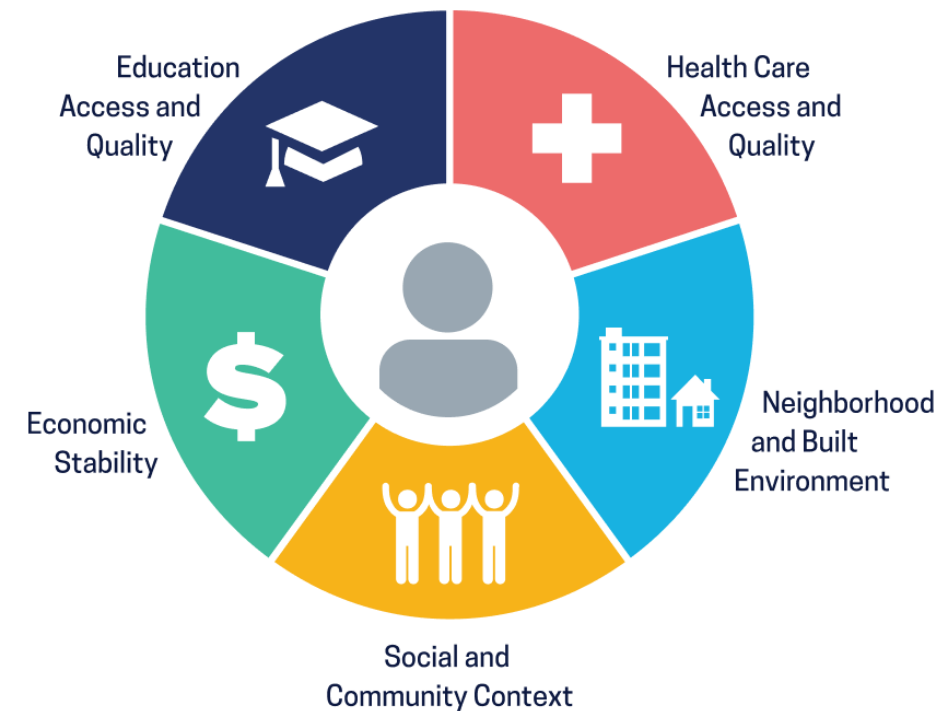 Education
Access and
Quality
Health Care
Access and
Quality
Economic
Stability
Neighborhood
and Built
Environment
Social and
Community Context